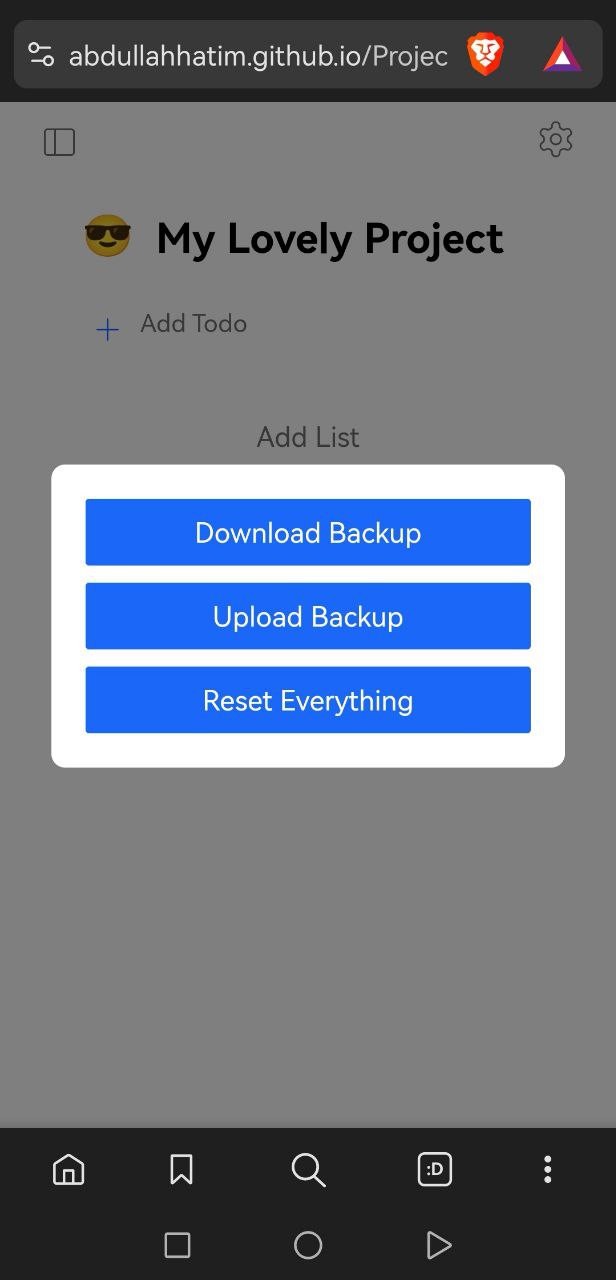 abdullahhatim.github.io/Projec
😎 My Lovely Project
+ Add Todo
Add List
Download Backup
Upload Backup
Reset Everything
:D